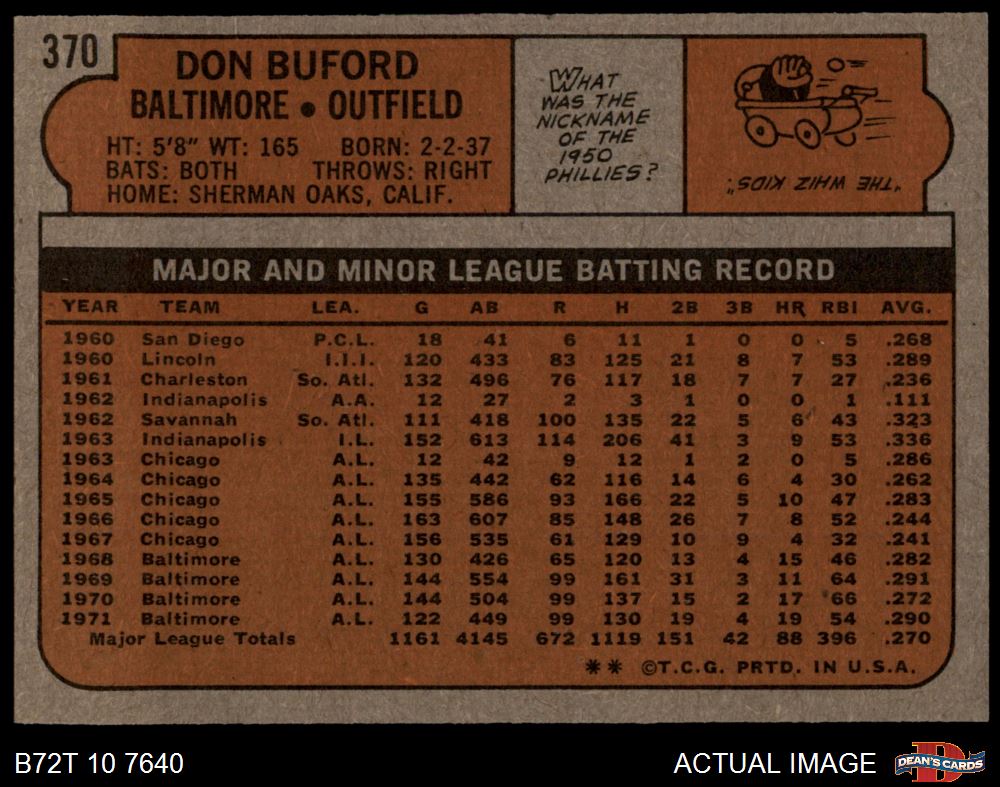 370
DON BUFORD
BALTIMORE • OUTFIELD
HT: 5'8" WT: 165 BORN: 2-2-37
BATS: BOTH THROWS: RIGHT
HOME: SHERMAN OAKS, CALIF.
WHAT
WAS THE
NICKNAME
OF THE
1950
PHILLIES?
"THE WHIZ KIDS".
MAJOR AND MINOR LEAGUE BATTING RECORD
YEAR TEAM LEA. G AB R H 2B 3B HR RBI AVG.
1960 San Diego P.C.L. 18 41 6 11 1 0 0 5 .268
1960 Lincoln I.I.I. 120 433 83 125 21 8 7 53 .289
1961 Charleston So. Atl. 132 496 76 117 18 7 7 27 .236
1962 Indianapolis A.A. 12 27 2 3 1 0 0 1 .111
1962 Savannah So. Atl. 111 418 100 135 22 5 6 43 .323
1963 Indianapolis I.L. 152 613 114 206 41 3 9 53 .336
1963 Chicago A.L. 12 42 9 12 1 2 0 5 .286
1964 Chicago A.L. 135 442 62 116 14 6 4 30 .262
1965 Chicago A.L. 155 586 93 166 22 5 10 47 .283
1966 Chicago A.L. 163 607 85 148 26 7 8 52 .244
1967 Chicago A.L. 156 535 61 129 10 9 4 32 .241
1968 Baltimore A.L. 130 426 65 120 13 4 15 46 .282
1969 Baltimore A.L. 144 554 99 161 31 3 11 64 .291
1970 Baltimore A.L. 144 504 99 137 15 2 17 66 .272
1971 Baltimore A.L. 122 449 99 130 19 4 19 54 .290
Major League Totals 1161 4145 672 1119 151 42 88 396 .270
** ©T.C.G. PRTD. IN U.S.A.
B72T 10 7640
ACTUAL IMAGE
DEAN'S CARDS